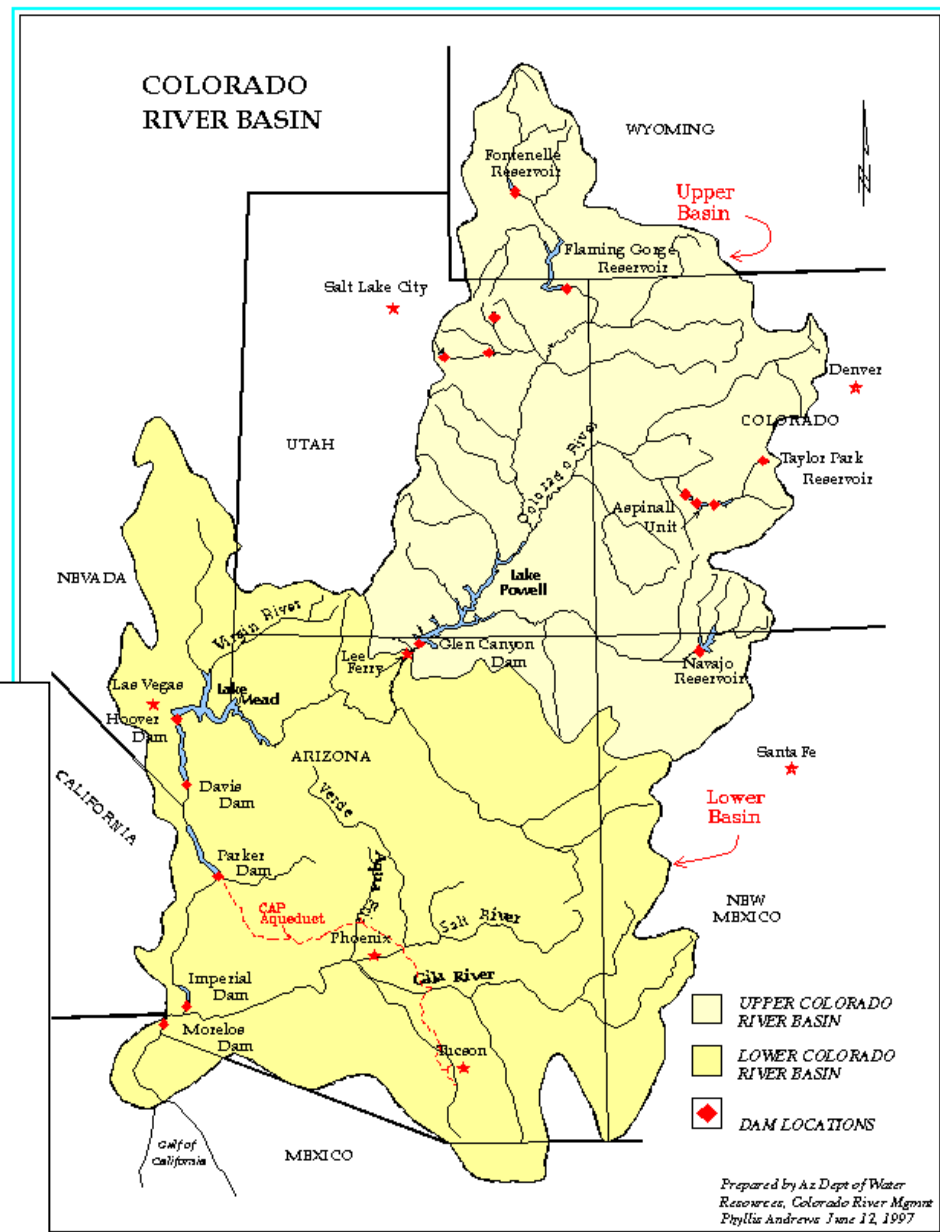 COLORADO
RIVER BASIN
WYOMING
Fontenelle
Reservoir
Upper
Basin
Flaming Gorge
Reservoir
Salt Lake City
Denver
COLORADO
UTAH
Colorado River
Taylor Park
Reservoir
Aspinall
Unit
NEVADA
Lake
Powell
Virgin River
Lee
Ferry
Glen Canyon
Dam
Navajo
Reservoir
Las Vegas
Lake
Mead
Hoover
Dam
ARIZONA
Santa Fe
CALIFORNIA
Davis
Dam
Verde
Lower
Basin
Parker
Dam
Agua Fria
CAP
Aqueduct
Salt River
NEW
MEXICO
Phoenix
Gila River
Imperial
Dam
Morelos
Dam
Tucson
UPPER COLORADO
RIVER BASIN
LOWER COLORADO
RIVER BASIN
DAM LOCATIONS
Gulf of
California
MEXICO
Prepared by Az Dept of Water
Resources, Colorado River Mgmnt
Phyllis Andrews June 12, 1997